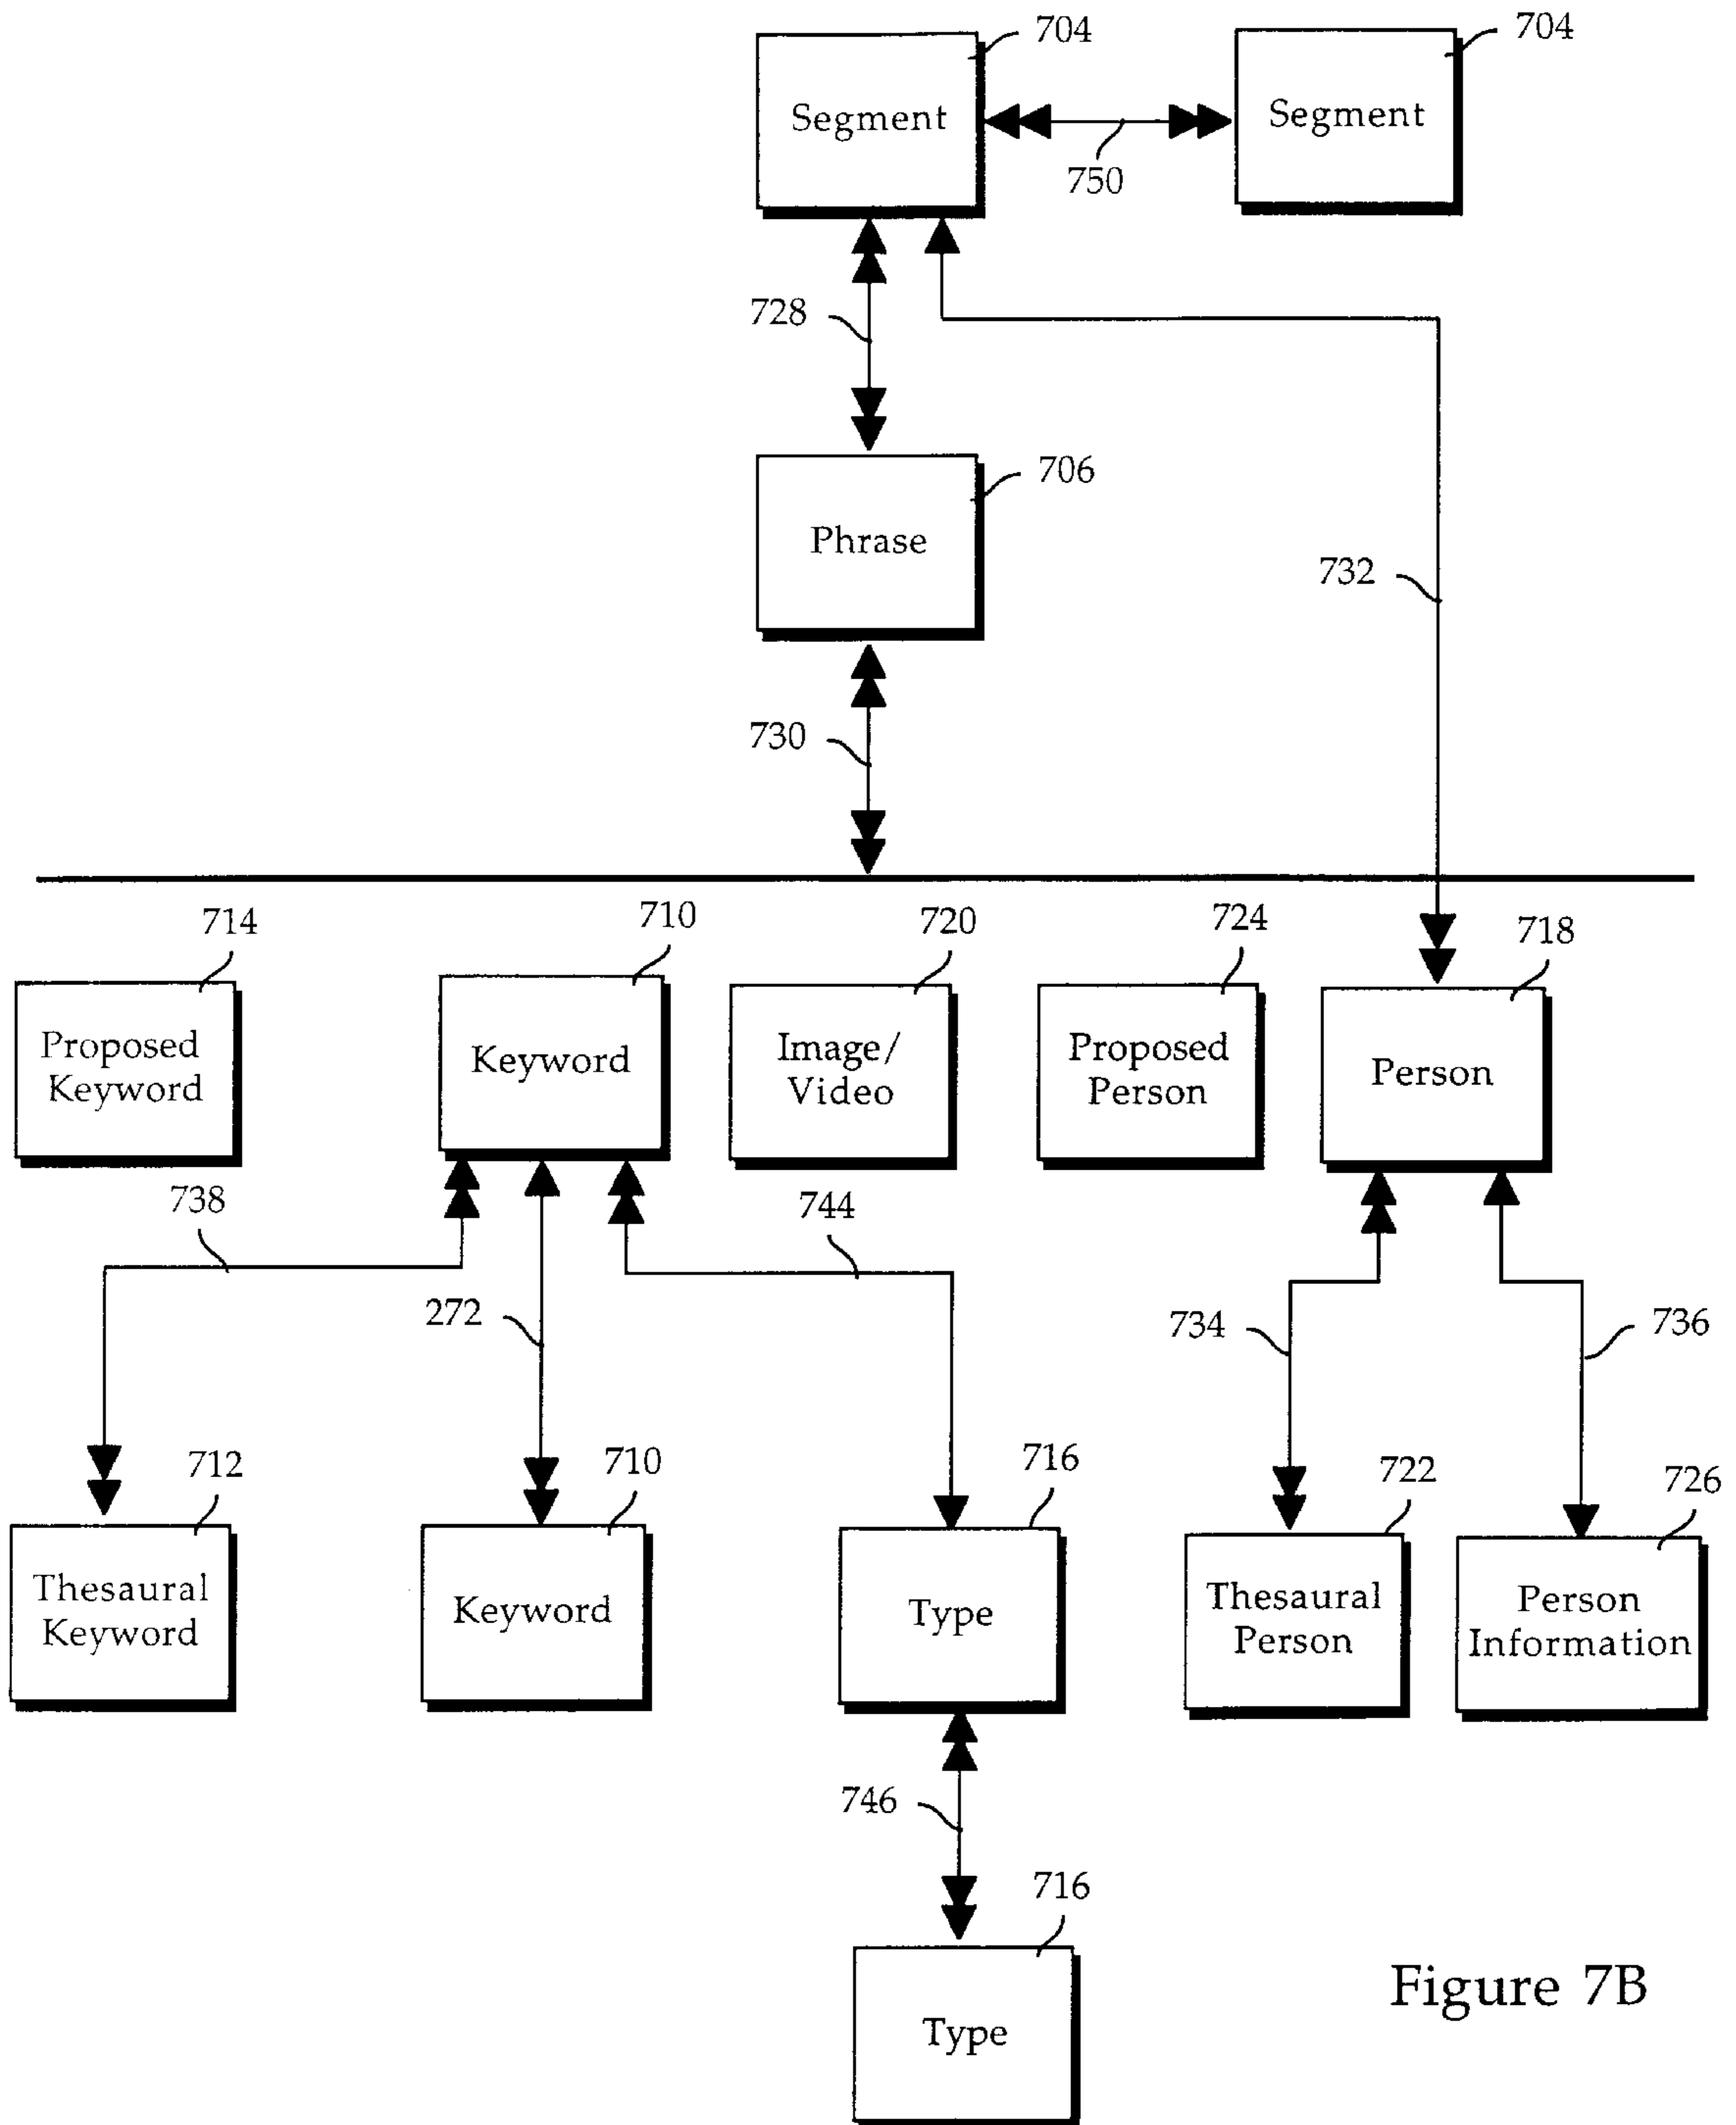 704
704
Segment
Segment
750
728
706
Phrase
732
730
714
710
720
724
718
Proposed
Keyword
Keyword
Image/
Video
Proposed
Person
Person
738
744
272
734
736
712
710
716
722
726
Thesaural
Keyword
Keyword
Type
Thesaural
Person
Person
Information
746
716
Type
Figure 7B